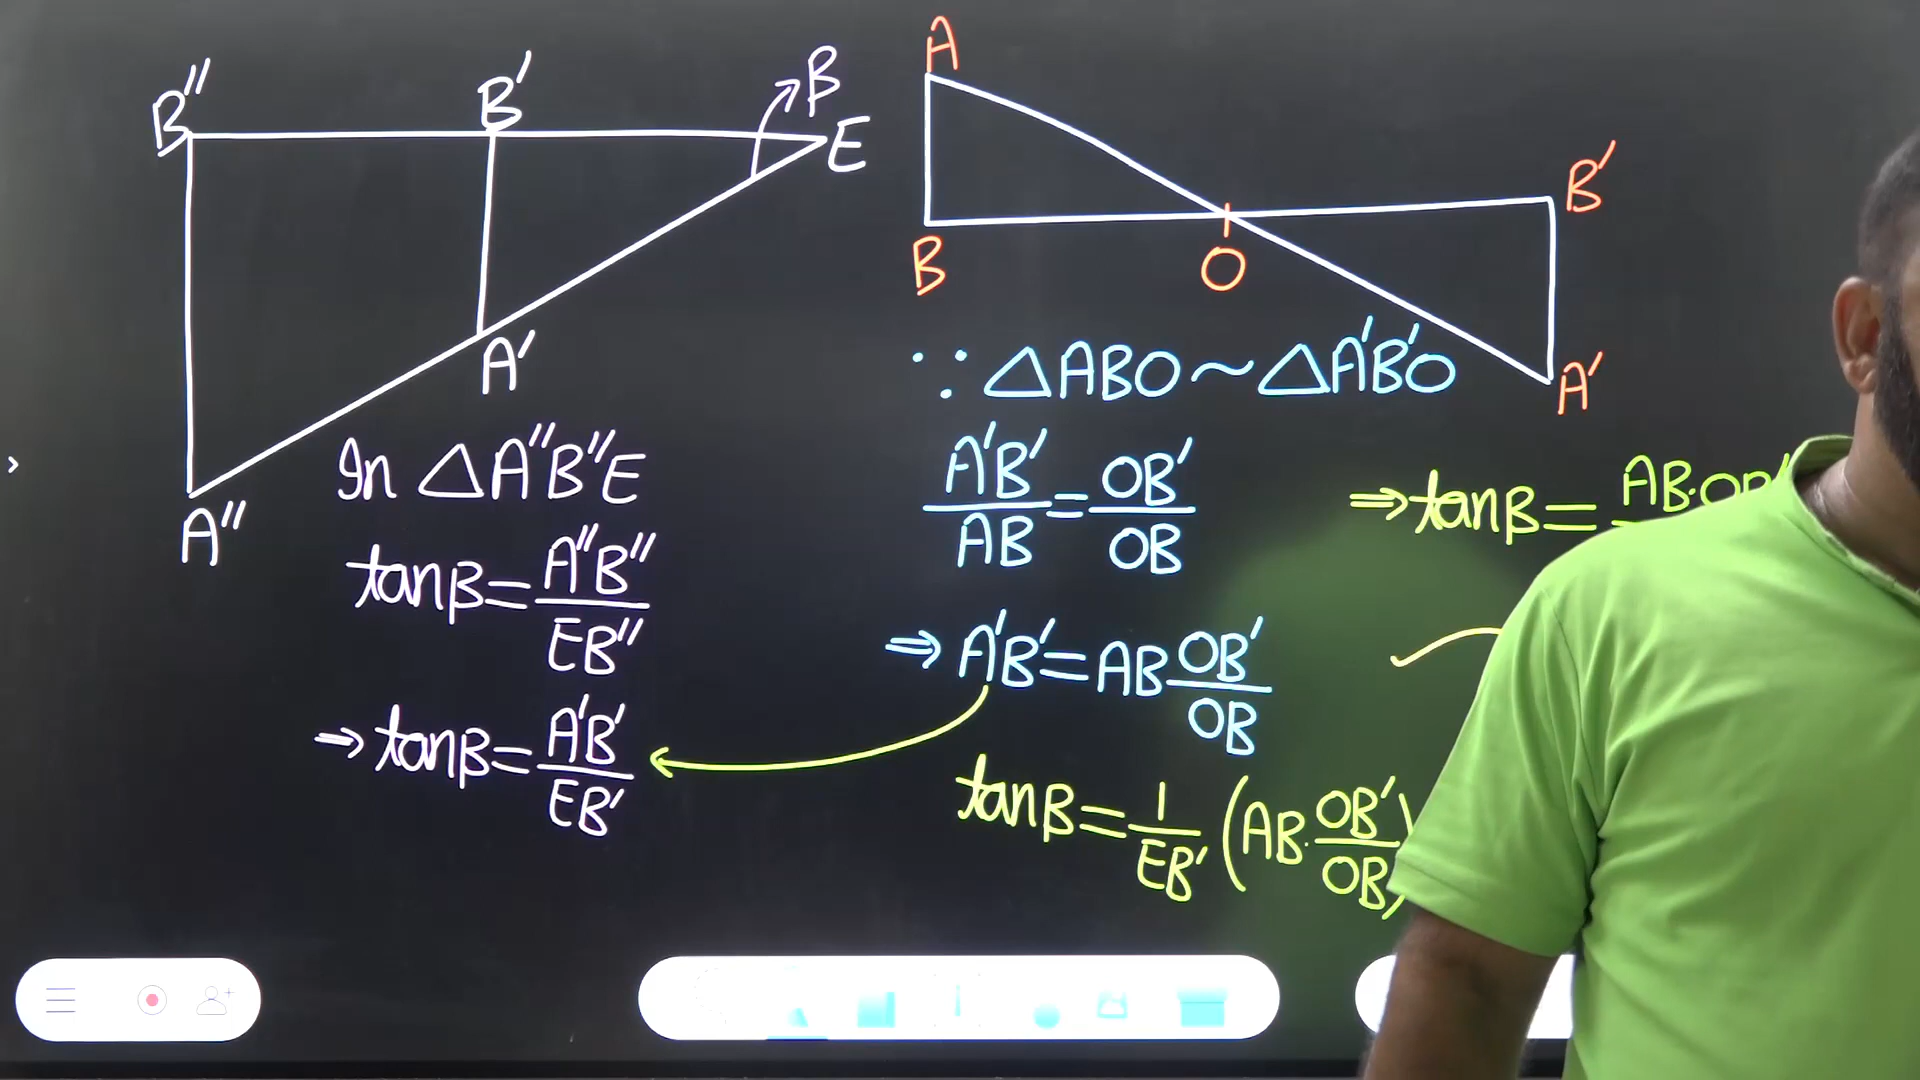 B″ B′ β E
A′
A″
In △A″B″E
tanβ = A″B″/EB″
⇒ tanβ = A′B′/EB′
A
B O B′
A′
∵ △ABO ~ △A′B′O
A′B′/AB = OB′/OB
⇒ A′B′ = AB OB′/OB
tanβ = 1/EB′ (AB. OB′/OB)
⇒ tanβ = AB.